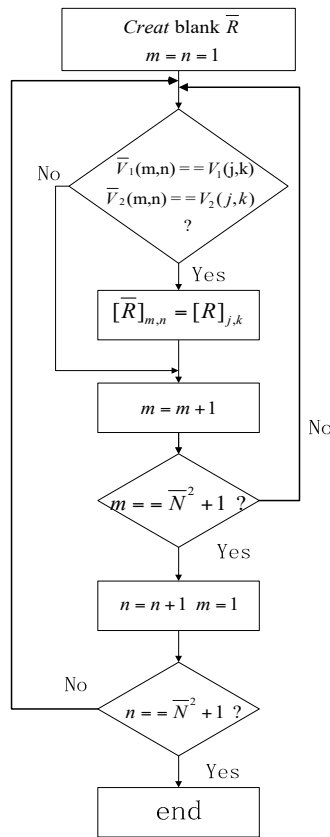 Creat blank R̅
m = n = 1
V̅₁(m,n) == V₁(j,k)
No
V̅₂(m,n) == V₂(j,k)
?
Yes
[R̅]ₘ,ₙ = [R]ⱼ,ₖ
m = m + 1
No
m == N̅² + 1 ?
Yes
n = n + 1 m = 1
No
n == N̅² + 1 ?
Yes
end